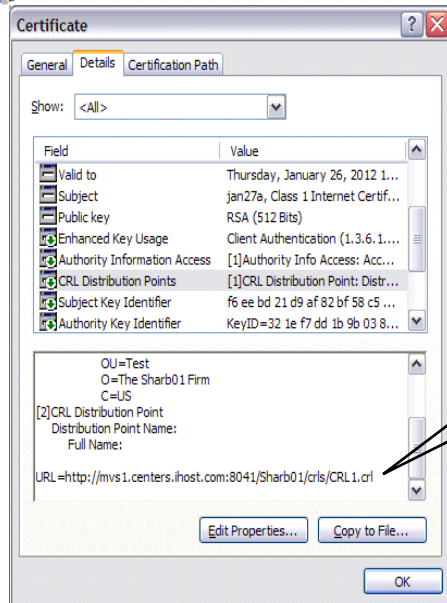 Certificate
General Details Certification Path
Show: <All>
Field Value
Valid to Thursday, January 26, 2012 1...
Subject jan27a, Class 1 Internet Certif...
Public key RSA (512 Bits)
Enhanced Key Usage Client Authentication (1.3.6.1....
Authority Information Access [1]Authority Info Access: Acc...
CRL Distribution Points [1]CRL Distribution Point: Distr...
Subject Key Identifier f6 ee bd 21 d9 af 82 bf 58 c5 ...
Authority Key Identifier KeyID=32 1e f7 dd 1b 9b 03 8...
OU=Test
O=The Sharb01 Firm
C=US
[2]CRL Distribution Point
Distribution Point Name:
Full Name:
URL=http://mvs1.centers.ihost.com:8041/Sharb01/crls/CRL1.crl
Edit Properties... Copy to File...
OK